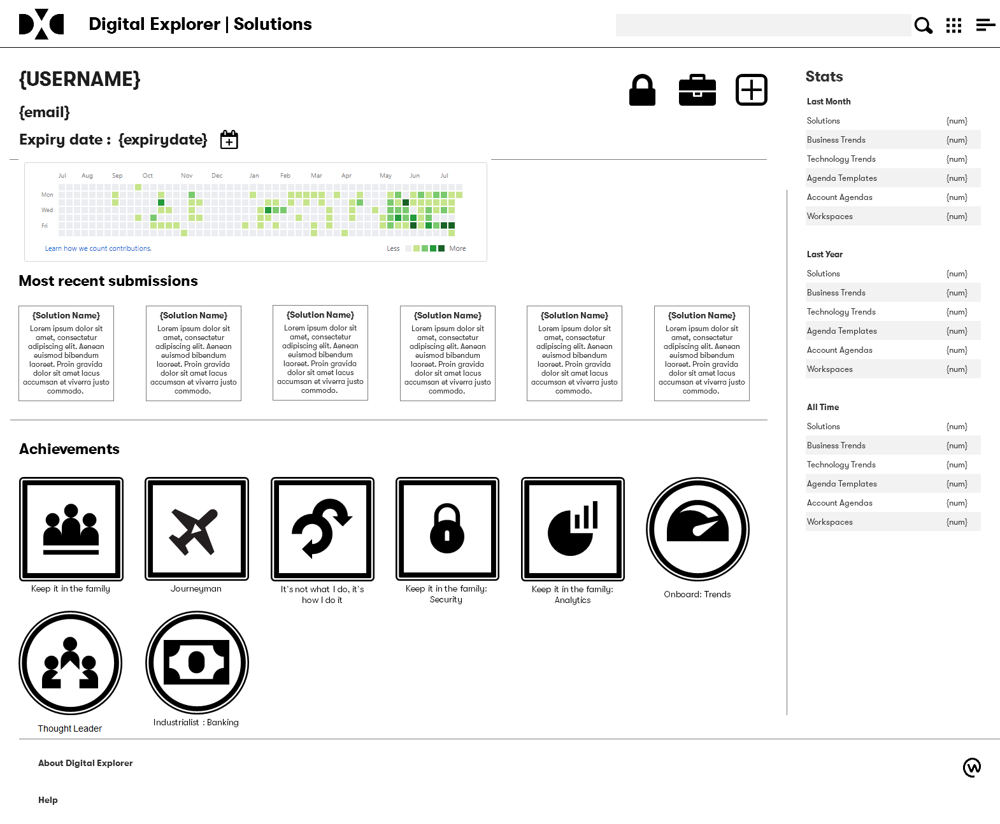 Digital Explorer | Solutions
{USERNAME}
{email}
Expiry date : {expirydate}
Jul Aug Sep Oct Nov Dec Jan Feb Mar Apr May Jun Jul
Mon
Wed
Fri
Learn how we count contributions.
Less More
Most recent submissions
{Solution Name}
Lorem ipsum dolor sit
amet, consectetur
adipiscing elit. Aenean
euismod bibendum
laoreet. Proin gravida
dolor sit amet lacus
accumsan et viverra justo
commodo.
{Solution Name}
Lorem ipsum dolor sit
amet, consectetur
adipiscing elit. Aenean
euismod bibendum
laoreet. Proin gravida
dolor sit amet lacus
accumsan et viverra justo
commodo.
{Solution Name}
Lorem ipsum dolor sit
amet, consectetur
adipiscing elit. Aenean
euismod bibendum
laoreet. Proin gravida
dolor sit amet lacus
accumsan et viverra justo
commodo.
{Solution Name}
Lorem ipsum dolor sit
amet, consectetur
adipiscing elit. Aenean
euismod bibendum
laoreet. Proin gravida
dolor sit amet lacus
accumsan et viverra justo
commodo.
{Solution Name}
Lorem ipsum dolor sit
amet, consectetur
adipiscing elit. Aenean
euismod bibendum
laoreet. Proin gravida
dolor sit amet lacus
accumsan et viverra justo
commodo.
{Solution Name}
Lorem ipsum dolor sit
amet, consectetur
adipiscing elit. Aenean
euismod bibendum
laoreet. Proin gravida
dolor sit amet lacus
accumsan et viverra justo
commodo.
Achievements
Keep it in the family
Journeyman
It's not what I do, it's
how I do it
Keep it in the family:
Security
Keep it in the family:
Analytics
Onboard: Trends
Thought Leader
Industrialist : Banking
Stats
Last Month
Solutions {num}
Business Trends {num}
Technology Trends {num}
Agenda Templates {num}
Account Agendas {num}
Workspaces {num}
Last Year
Solutions {num}
Business Trends {num}
Technology Trends {num}
Agenda Templates {num}
Account Agendas {num}
Workspaces {num}
All Time
Solutions {num}
Business Trends {num}
Technology Trends {num}
Agenda Templates {num}
Account Agendas {num}
Workspaces {num}
About Digital Explorer
Help